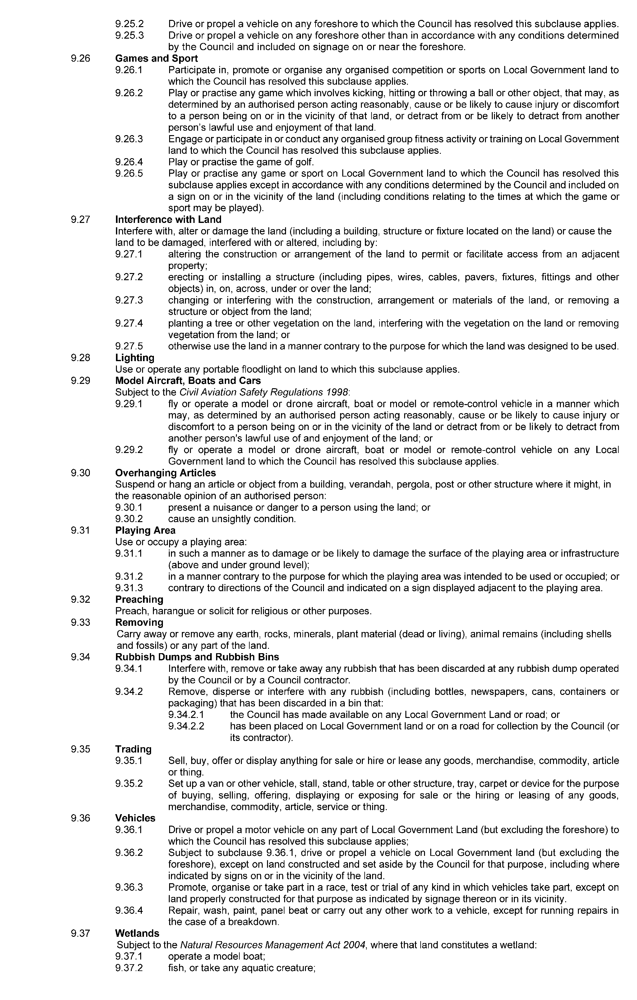 9.25.2 Drive or propel a vehicle on any foreshore to which the Council has resolved this subclause applies.
9.25.3 Drive or propel a vehicle on any foreshore other than in accordance with any conditions determined
by the Council and included on signage on or near the foreshore.
9.26 Games and Sport
9.26.1 Participate in, promote or organise any organised competition or sports on Local Government land to
which the Council has resolved this subclause applies.
9.26.2 Play or practise any game which involves kicking, hitting or throwing a ball or other object, that may, as
determined by an authorised person acting reasonably, cause or be likely to cause injury or discomfort
to a person being on or in the vicinity of that land, or detract from or be likely to detract from another
person's lawful use and enjoyment of that land.
9.26.3 Engage or participate in or conduct any organised group fitness activity or training on Local Government
land to which the Council has resolved this subclause applies.
9.26.4 Play or practise the game of golf.
9.26.5 Play or practise any game or sport on Local Government land to which the Council has resolved this
subclause applies except in accordance with any conditions determined by the Council and included on
a sign on or in the vicinity of the land (including conditions relating to the times at which the game or
sport may be played).
9.27 Interference with Land
Interfere with, alter or damage the land (including a building, structure or fixture located on the land) or cause the
land to be damaged, interfered with or altered, including by:
9.27.1 altering the construction or arrangement of the land to permit or facilitate access from an adjacent
property;
9.27.2 erecting or installing a structure (including pipes, wires, cables, pavers, fixtures, fittings and other
objects) in, on, across, under or over the land;
9.27.3 changing or interfering with the construction, arrangement or materials of the land, or removing a
structure or object from the land;
9.27.4 planting a tree or other vegetation on the land, interfering with the vegetation on the land or removing
vegetation from the land; or
9.27.5 otherwise use the land in a manner contrary to the purpose for which the land was designed to be used.
9.28 Lighting
Use or operate any portable floodlight on land to which this subclause applies.
9.29 Model Aircraft, Boats and Cars
Subject to the Civil Aviation Safety Regulations 1998:
9.29.1 fly or operate a model or drone aircraft, boat or model or remote-control vehicle in a manner which
may, as determined by an authorised person acting reasonably, cause or be likely to cause injury or
discomfort to a person being on or in the vicinity of the land or detract from or be likely to detract from
another person's lawful use of and enjoyment of the land; or
9.29.2 fly or operate a model or drone aircraft, boat or model or remote-control vehicle on any Local
Government land to which the Council has resolved this subclause applies.
9.30 Overhanging Articles
Suspend or hang an article or object from a building, verandah, pergola, post or other structure where it might, in
the reasonable opinion of an authorised person:
9.30.1 present a nuisance or danger to a person using the land; or
9.30.2 cause an unsightly condition.
9.31 Playing Area
Use or occupy a playing area:
9.31.1 in such a manner as to damage or be likely to damage the surface of the playing area or infrastructure
(above and under ground level);
9.31.2 in a manner contrary to the purpose for which the playing area was intended to be used or occupied; or
9.31.3 contrary to directions of the Council and indicated on a sign displayed adjacent to the playing area.
9.32 Preaching
Preach, harangue or solicit for religious or other purposes.
9.33 Removing
Carry away or remove any earth, rocks, minerals, plant material (dead or living), animal remains (including shells
and fossils) or any part of the land.
9.34 Rubbish Dumps and Rubbish Bins
9.34.1 Interfere with, remove or take away any rubbish that has been discarded at any rubbish dump operated
by the Council or by a Council contractor.
9.34.2 Remove, disperse or interfere with any rubbish (including bottles, newspapers, cans, containers or
packaging) that has been discarded in a bin that:
9.34.2.1 the Council has made available on any Local Government Land or road; or
9.34.2.2 has been placed on Local Government land or on a road for collection by the Council (or
its contractor).
9.35 Trading
9.35.1 Sell, buy, offer or display anything for sale or hire or lease any goods, merchandise, commodity, article
or thing.
9.35.2 Set up a van or other vehicle, stall, stand, table or other structure, tray, carpet or device for the purpose
of buying, selling, offering, displaying or exposing for sale or the hiring or leasing of any goods,
merchandise, commodity, article, service or thing.
9.36 Vehicles
9.36.1 Drive or propel a motor vehicle on any part of Local Government Land (but excluding the foreshore) to
which the Council has resolved this subclause applies;
9.36.2 Subject to subclause 9.36.1, drive or propel a vehicle on Local Government land (but excluding the
foreshore), except on land constructed and set aside by the Council for that purpose, including where
indicated by signs on or in the vicinity of the land.
9.36.3 Promote, organise or take part in a race, test or trial of any kind in which vehicles take part, except on
land properly constructed for that purpose as indicated by signage thereon or in its vicinity.
9.36.4 Repair, wash, paint, panel beat or carry out any other work to a vehicle, except for running repairs in
the case of a breakdown.
9.37 Wetlands
Subject to the Natural Resources Management Act 2004, where that land constitutes a wetland:
9.37.1 operate a model boat;
9.37.2 fish, or take any aquatic creature;